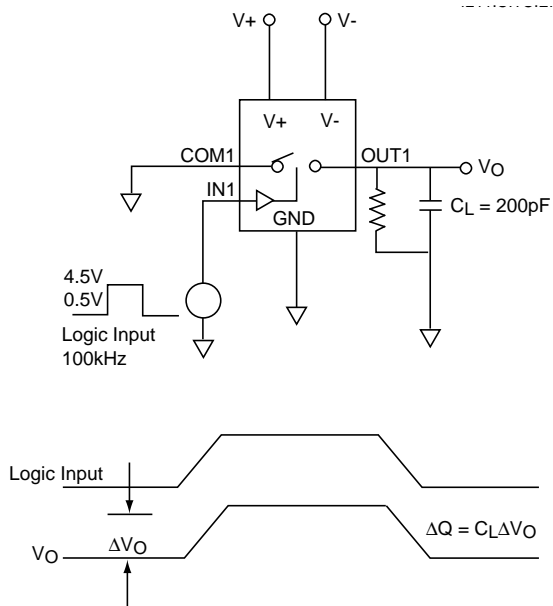 V+ V-
V+ V-
COM1 OUT1 VO
IN1
GND CL = 200pF
4.5V
0.5V
Logic Input
100kHz
Logic Input
ΔVO ΔQ = CLΔVO
VO